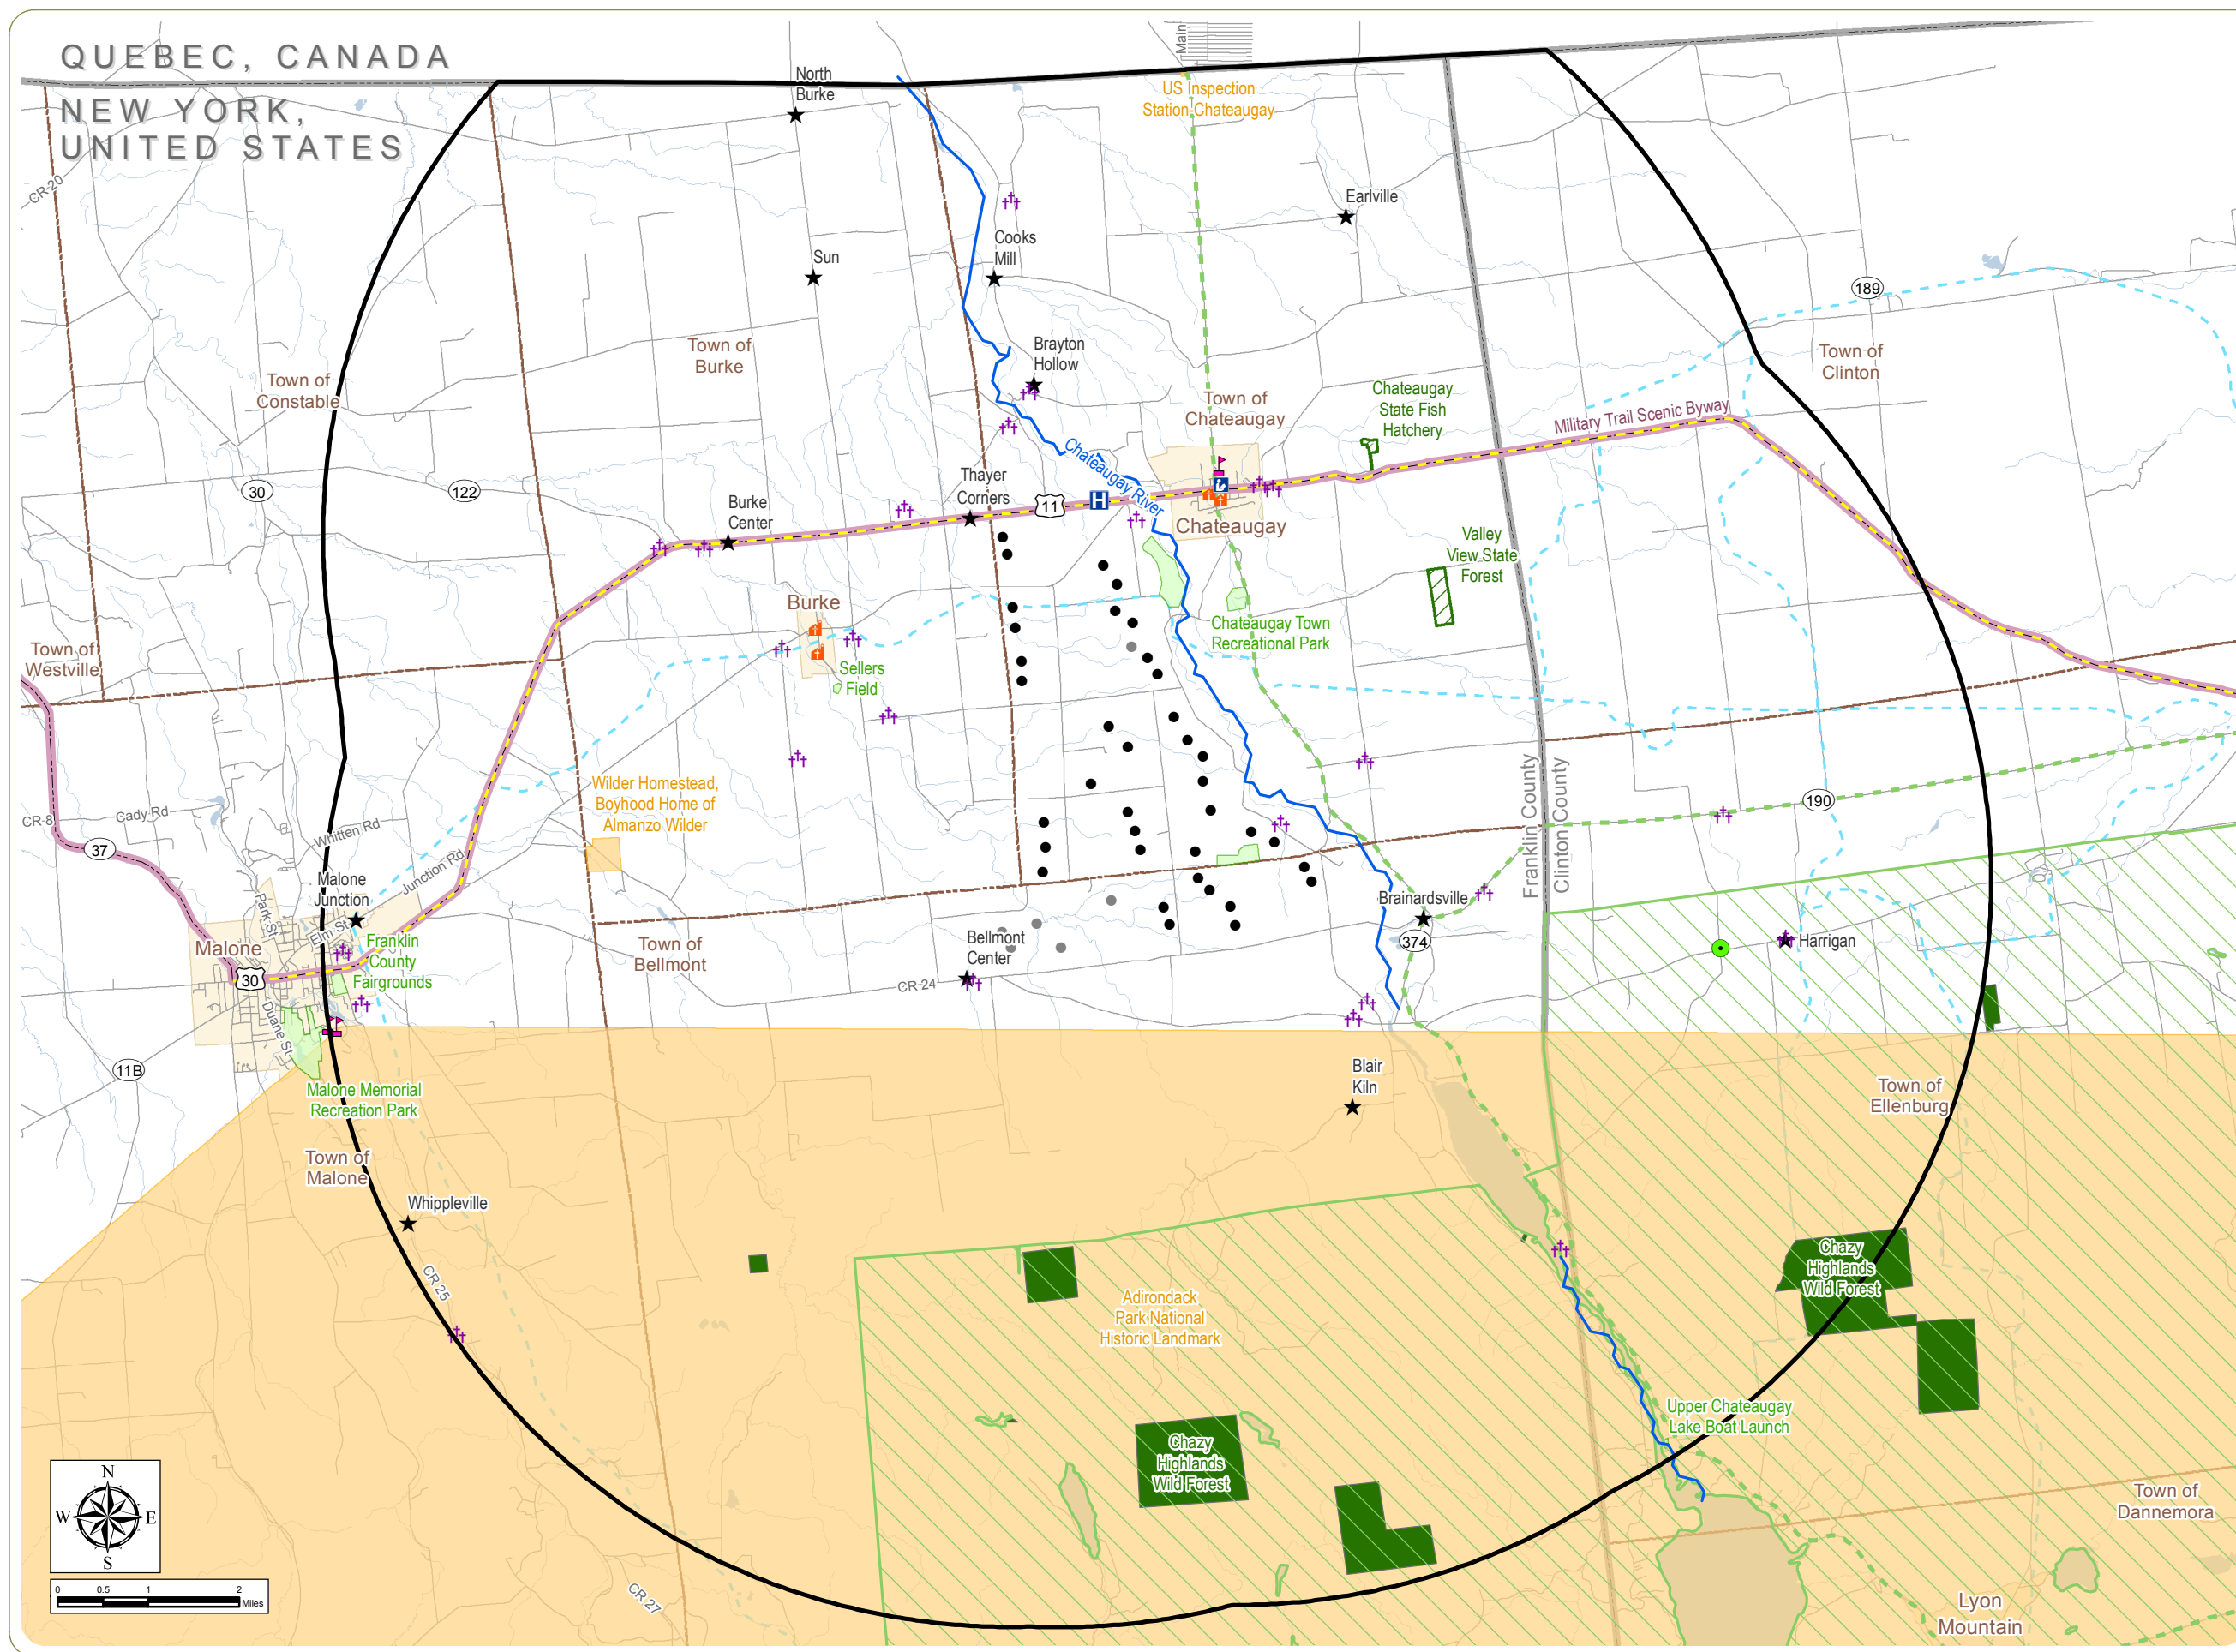 QUEBEC, CANADA
NEW YORK,
UNITED STATES
Main
North
Burke
US Inspection
Station-Chateaugay
CR 20
Earlville
Cooks
Mill
Sun
189
Brayton
Hollow
Town of
Burke
Town of
Clinton
Town of
Constable
Chateaugay
State Fish
Hatchery
Town of
Chateaugay
Military Trail Scenic Byway
Chateaugay River
30
122
Thayer
Corners
11
H
Burke
Center
Chateaugay
Valley
View State
Forest
Burke
Chateaugay Town
Recreational Park
Town of
Westville
Sellers
Field
Wilder Homestead,
Boyhood Home of
Almanzo Wilder
Franklin County
Clinton County
190
CR 8
Cady Rd
Whitten Rd
37
Junction Rd
Malone
Junction
Park St
Elm St
Brainardsville
374
Malone
Franklin
County
Fairgrounds
30
Duane St
Town of
Bellmont
Bellmont
Center
CR 24
Harrigan
11B
Malone Memorial
Recreation Park
Blair
Kiln
Town of
Ellenburg
Town of
Malone
Whippleville
CR 25
Adirondack
Park National
Historic Landmark
Chazy
Highlands
Wild Forest
Upper Chateaugay
Lake Boat Launch
Chazy
Highlands
Wild Forest
Town of
Dannemora
N
W
E
S
0 0.5 1 2
Miles
CR 27
Lyon
Mountain